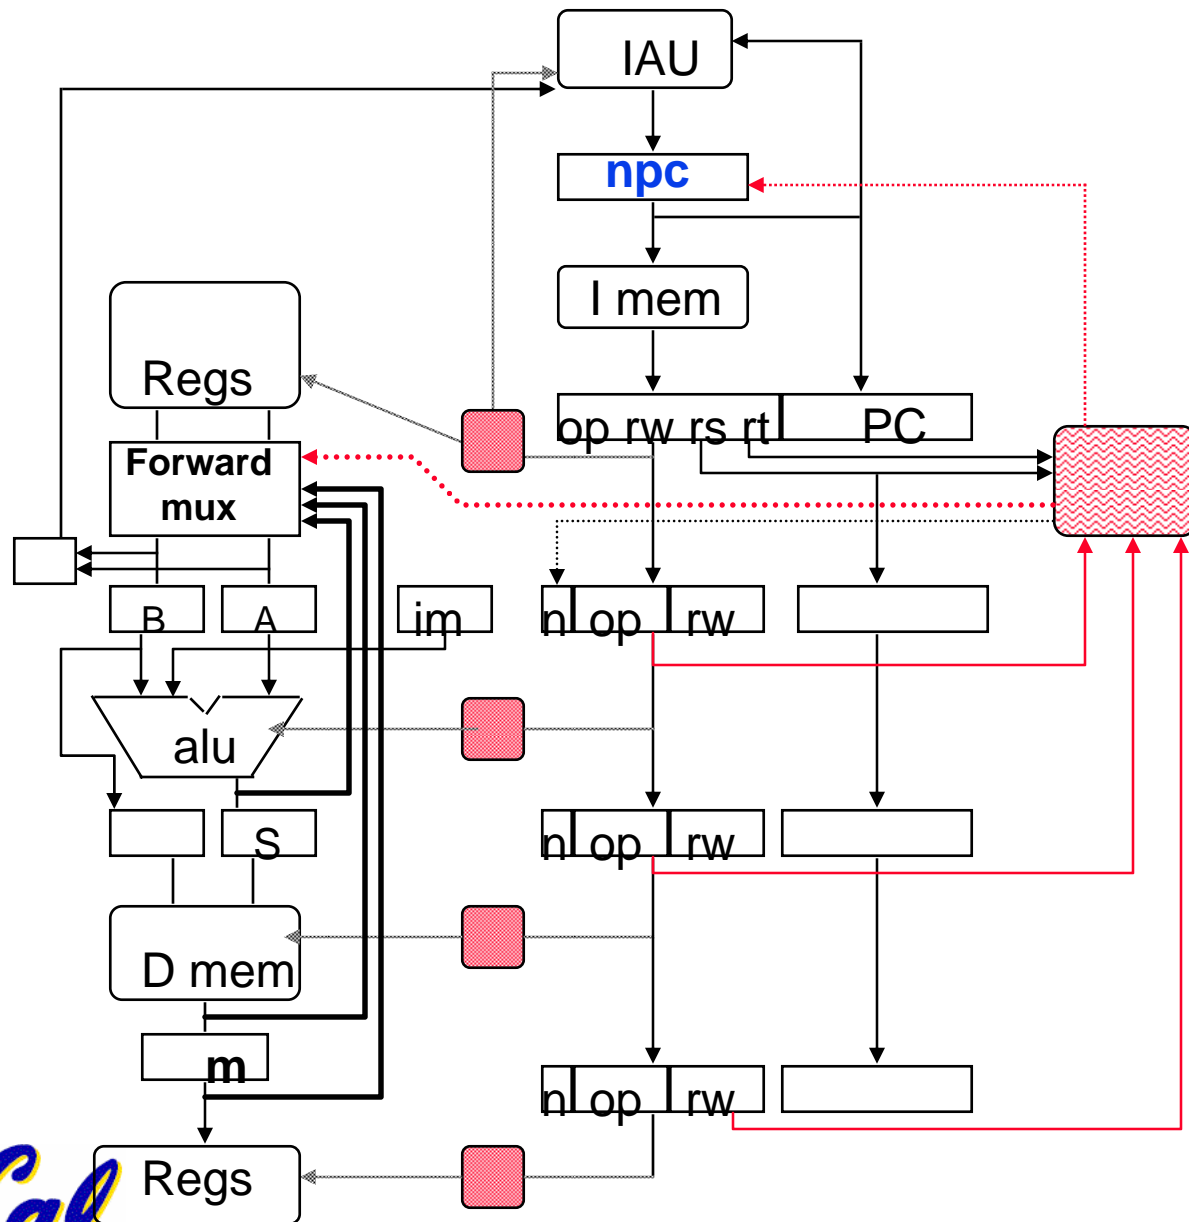 IAU
npc
I mem
Regs
op rw rs rt
PC
Forward
mux
B
A
im
n op rw
alu
n op rw
S
D mem
m
n op rw
Regs
Cal